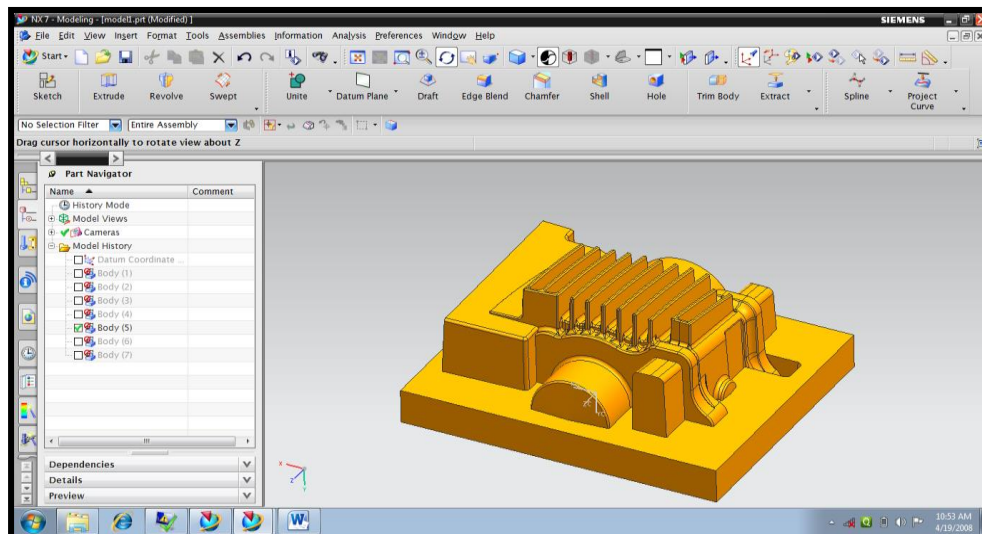 NX 7 - Modeling - [model1.prt (Modified) ]
SIEMENS
File Edit View Insert Format Tools Assemblies Information Analysis Preferences Window Help
Start
Sketch Extrude Revolve Swept Unite Datum Plane Draft Edge Blend Chamfer Shell Hole Trim Body Extract Spline Project Curve
No Selection Filter Entire Assembly
Drag cursor horizontally to rotate view about Z
Part Navigator
Name Comment
History Mode
Model Views
Cameras
Model History
Datum Coordinate ...
Body (1)
Body (2)
Body (3)
Body (4)
Body (5)
Body (6)
Body (7)
Dependencies
Details
Preview
X
Z
Y
10:53 AM
4/19/2008